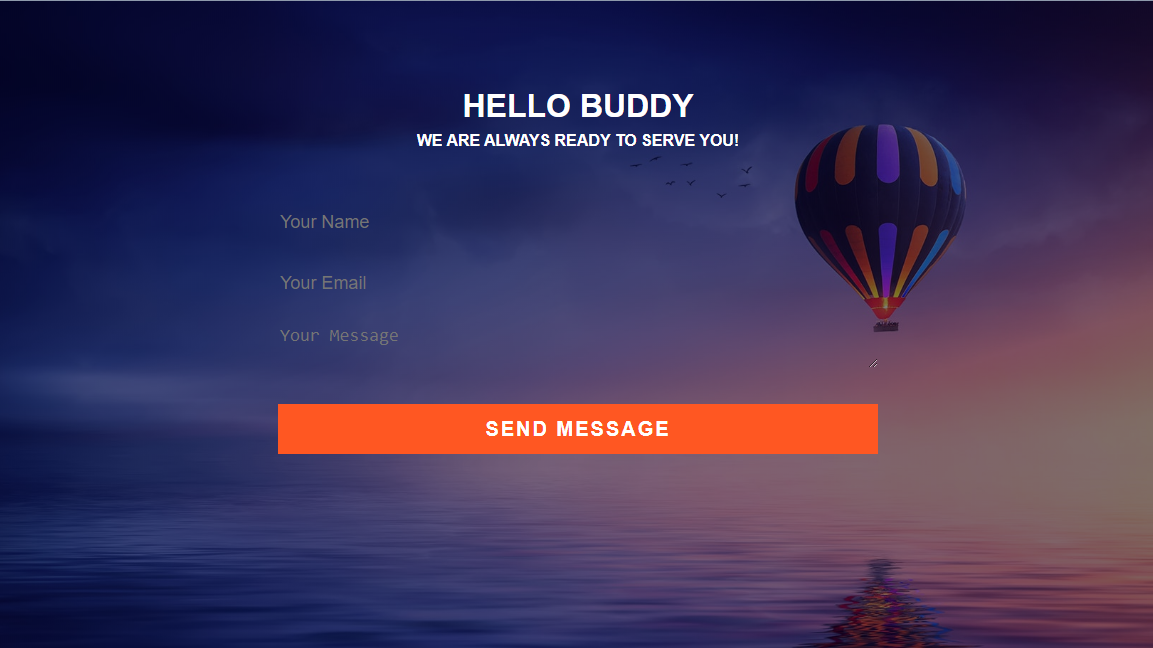 HELLO BUDDY
WE ARE ALWAYS READY TO SERVE YOU!
Your Name
Your Email
Your Message
SEND MESSAGE